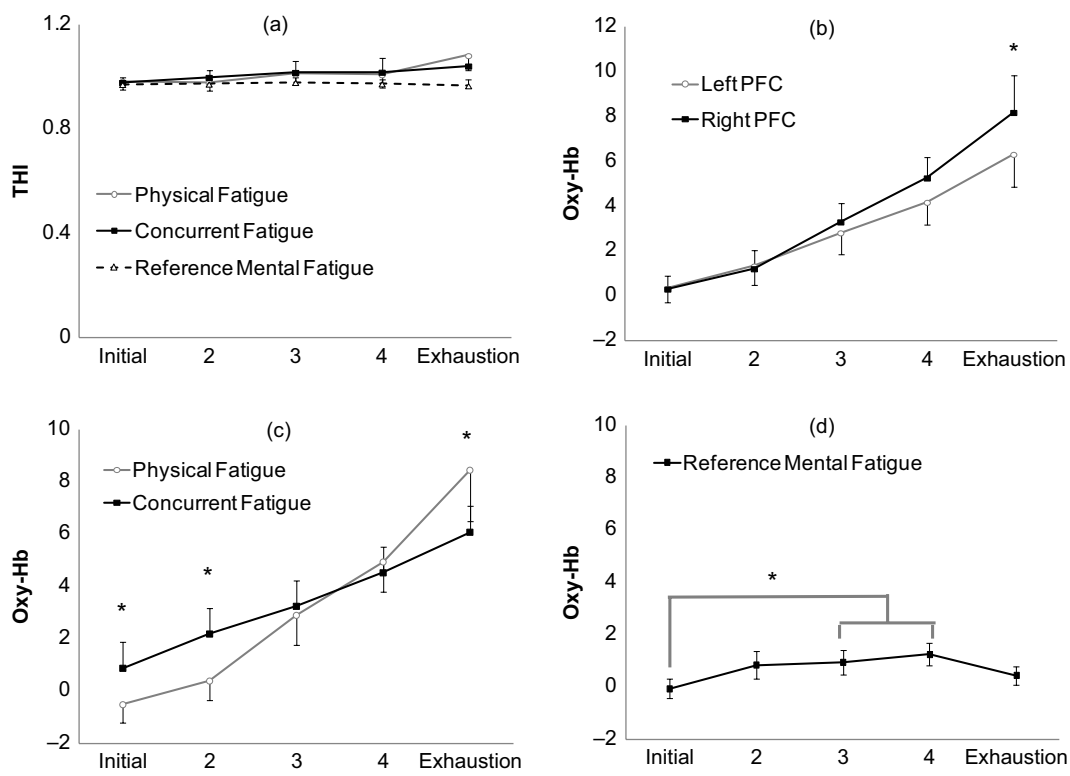 (a)
1.2
0.8
0.4
0
THI
Physical Fatigue
Concurrent Fatigue
Reference Mental Fatigue
Initial 2 3 4 Exhaustion
(b)
12
10
8
6
4
2
0
–2
Oxy-Hb
Left PFC
Right PFC
*
Initial 2 3 4 Exhaustion
(c)
10
8
6
4
2
0
–2
Oxy-Hb
Physical Fatigue
Concurrent Fatigue
*
*
*
Initial 2 3 4 Exhaustion
(d)
10
8
6
4
2
0
–2
Oxy-Hb
Reference Mental Fatigue
*
Initial 2 3 4 Exhaustion